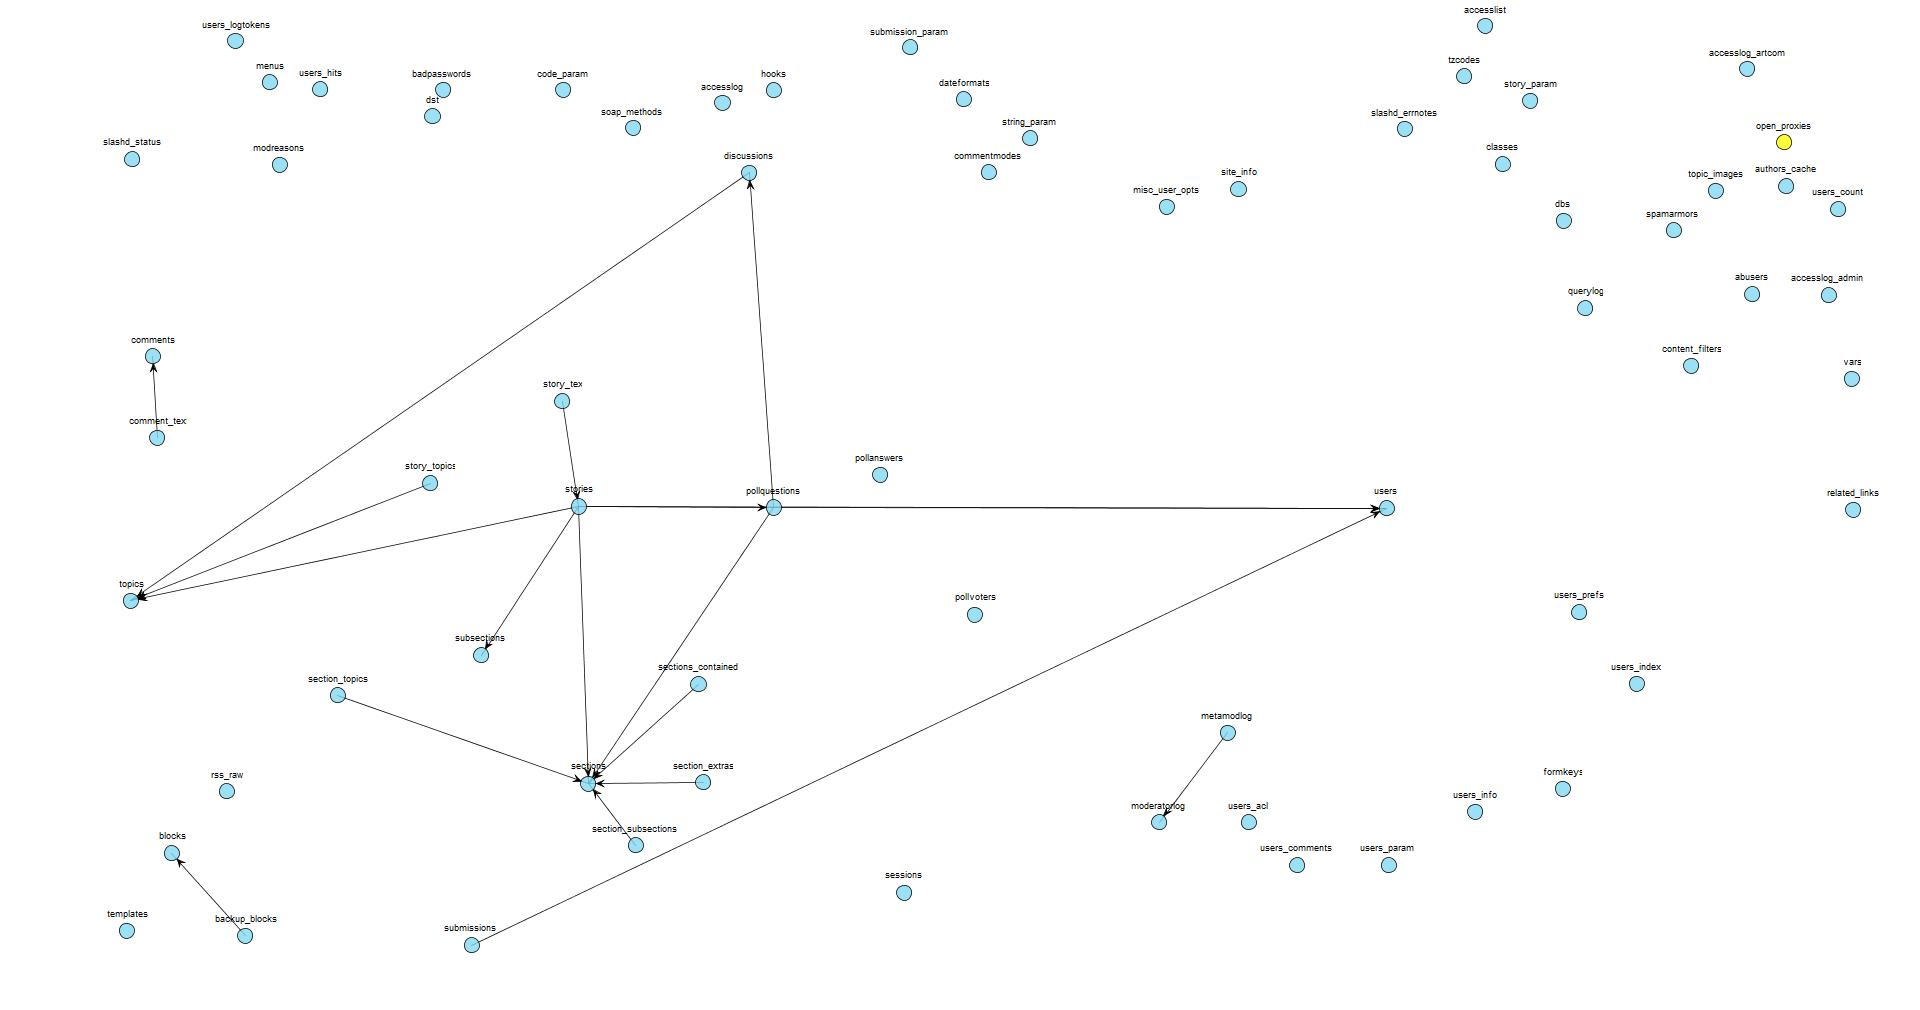 accesslist
users_logtokens
submission_param
accesslog_artcom
tzcodes
menus
users_hits
badpasswords
code_param
hooks
dateformats
story_param
accesslog
dst
soap_methods
slashd_errnotes
string_param
open_proxies
slashd_status
modreasons
classes
discussions
commentmodes
authors_cache
site_info
topic_images
misc_user_opts
users_count
dbs
spamarmors
abusers
accesslog_admin
querylog
comments
content_filters
vars
story_tex
comment_tex
pollanswers
story_topics
stories
pollquestions
users
related_links
topics
users_prefs
pollvoters
subsections
sections_contained
users_index
section_topics
metamodlog
sections
section_extras
formkeys
rss_raw
users_info
moderatorlog
users_acl
section_subsections
blocks
users_comments
users_param
sessions
templates
backup_blocks
submissions